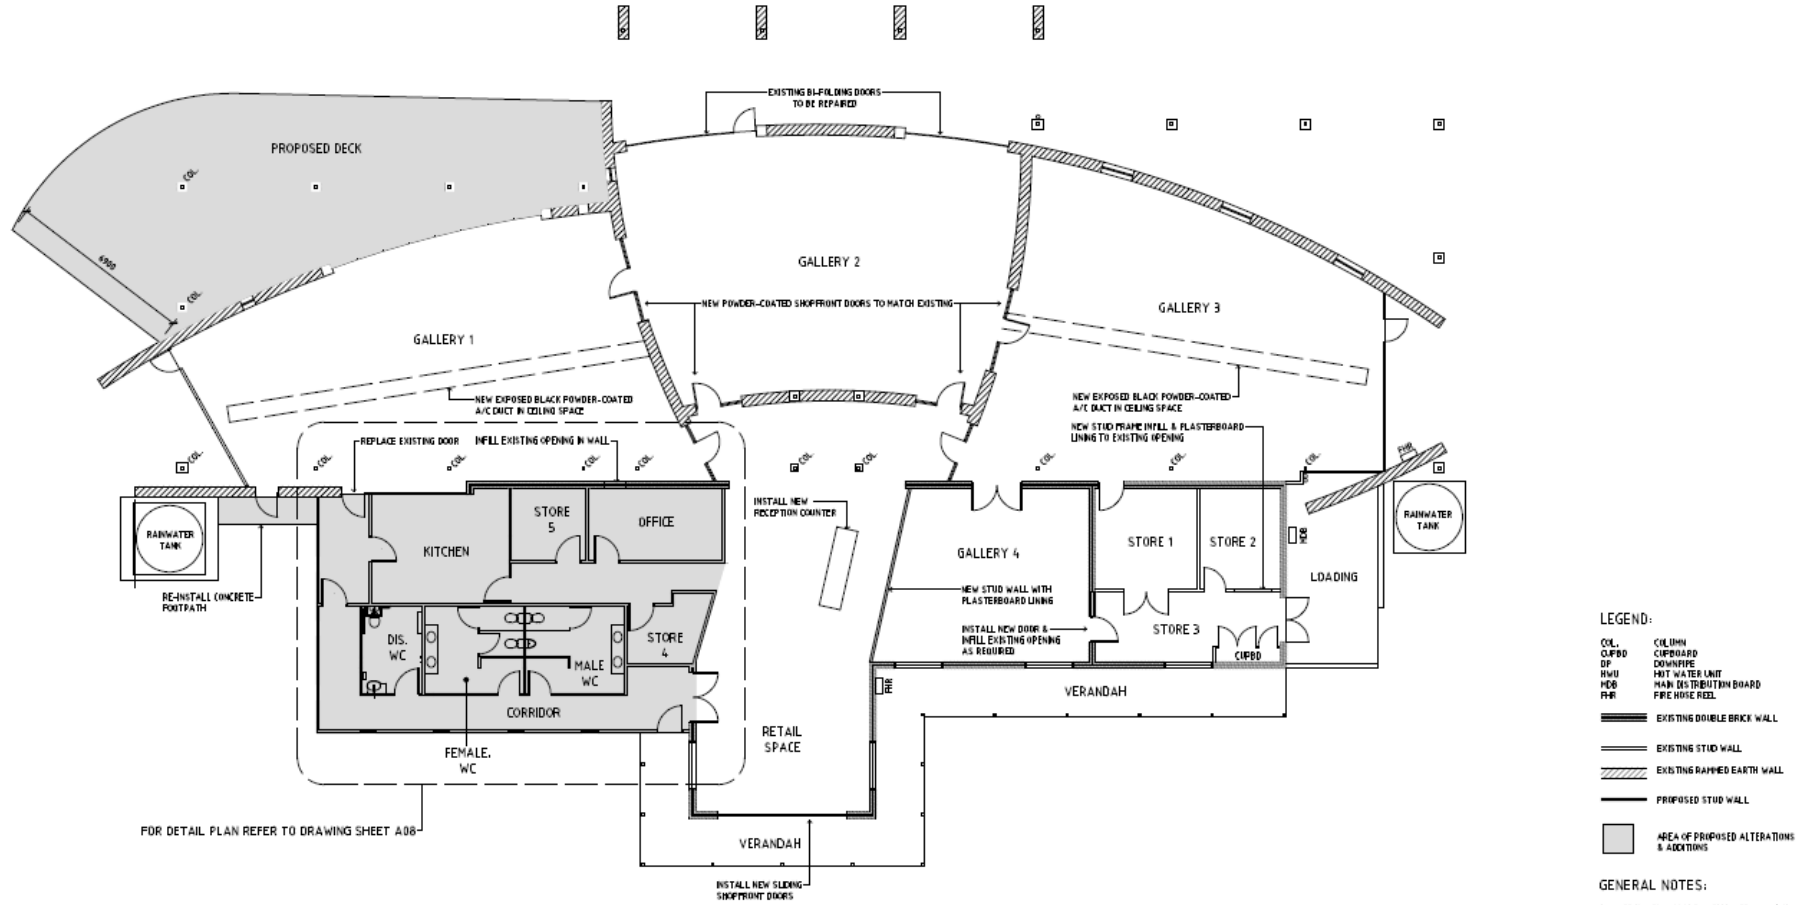 EXISTING BI-FOLDING DOORS
TO BE REPAIRED
PROPOSED DECK
COL.
COL.
6900
GALLERY 2
NEW POWDER-COATED SHOPFRONT DOORS TO MATCH EXISTING
GALLERY 3
GALLERY 1
NEW EXPOSED BLACK POWDER-COATED
A/C DUCT IN CEILING SPACE
NEW EXPOSED BLACK POWDER-COATED
A/C DUCT IN CEILING SPACE
NEW STUD FRAME INFILL & PLASTERBOARD
LINING TO EXISTING OPENING
REPLACE EXISTING DOOR
INFILL EXISTING OPENING IN WALL
FHR
COL.
COL.
COL.
COL.
COL.
COL.
COL.
COL.
COL.
COL.
INSTALL NEW
RECEPTION COUNTER
STORE
5
OFFICE
KITCHEN
RAINWATER
TANK
RAINWATER
TANK
RE-INSTALL CONCRETE
FOOTPATH
GALLERY 4
STORE 1
STORE 2
MDB
LOADING
NEW STUD WALL WITH
PLASTERBOARD LINING
INSTALL NEW DOOR &
INFILL EXISTING OPENING
AS REQUIRED
STORE 3
CUPBD
DIS.
WC
STORE
4
MALE
WC
FHR
VERANDAH
CORRIDOR
RETAIL
SPACE
FEMALE.
WC
FOR DETAIL PLAN REFER TO DRAWING SHEET A08
VERANDAH
INSTALL NEW SLIDING
SHOPFRONT DOORS
LEGEND:
COL. COLUMN
CUPBD CUPBOARD
DP DOWNPIPE
HWU HOT WATER UNIT
MDB MAIN DISTRIBUTION BOARD
FHR FIRE HOSE REEL
EXISTING DOUBLE BRICK WALL
EXISTING STUD WALL
EXISTING RAMMED EARTH WALL
PROPOSED STUD WALL
AREA OF PROPOSED ALTERATIONS
& ADDITIONS
GENERAL NOTES: